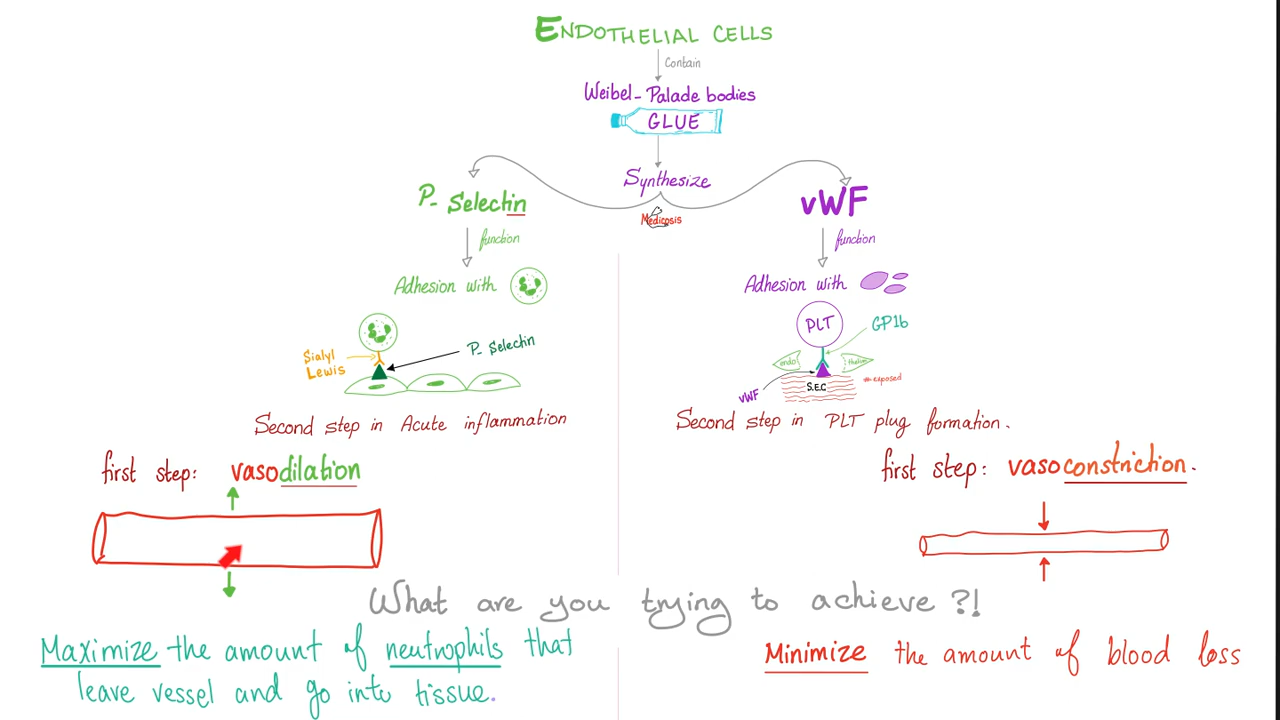 ENDOTHELIAL CELLS
Contain
Weibel-Palade bodies
GLUE
Synthesize
Medicosis
P- Selectin
function
Adhesion with
Sialyl
Lewis
P- Selectin
Second step in Acute inflammation
first step: vasodilation
vWF
function
Adhesion with
PLT
GP1b
endo
thelium
S.E.C
exposed
vWF
Second step in PLT plug formation.
first step: vasoconstriction.
What are you trying to achieve ?!
Maximize the amount of neutrophils that
leave vessel and go into tissue.
Minimize the amount of blood loss